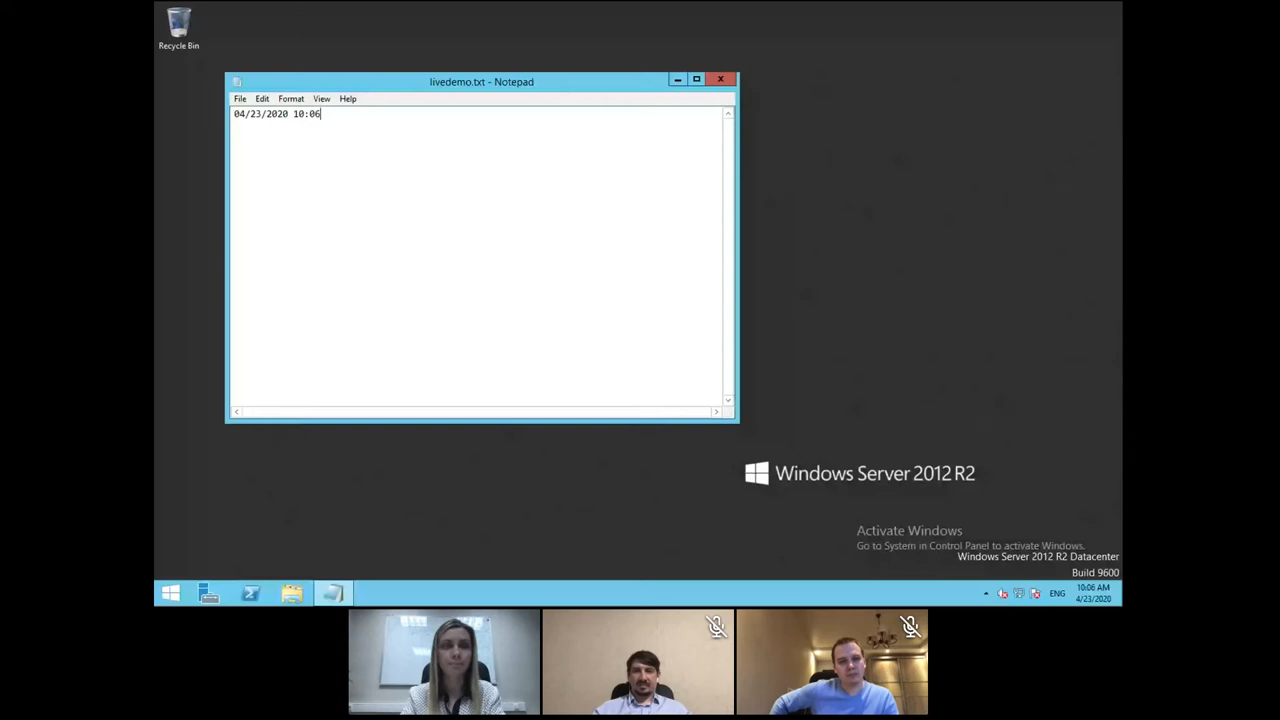 Recycle Bin
livedemo.txt - Notepad
File Edit Format View Help
04/23/2020 10:06
Windows Server 2012 R2
Activate Windows
Go to System in Control Panel to activate Windows.
Windows Server 2012 R2 Datacenter
Build 9600
ENG
10:06 AM
4/23/2020